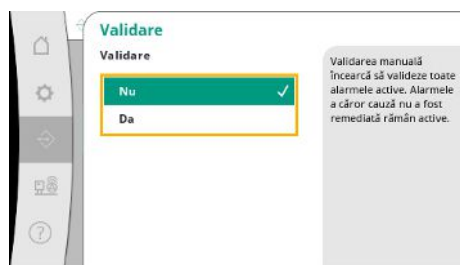 Validare
Validare
Nu
Da
Validarea manuală
încearcă să valideze toate
alarmele active. Alarmele
a căror cauză nu a fost
remediată rămân active.
?